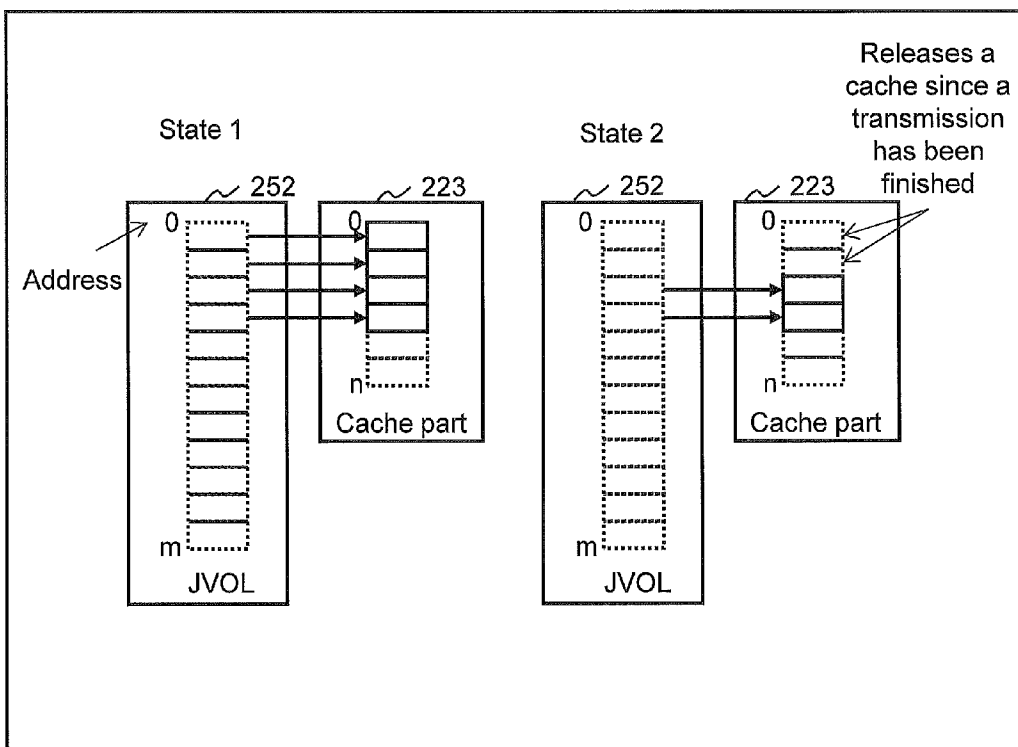 Releases a
cache since a
transmission
has been
finished
State 1
State 2
252
223
252
223
0
0
0
0
Address
n
n
Cache part
Cache part
m
m
JVOL
JVOL